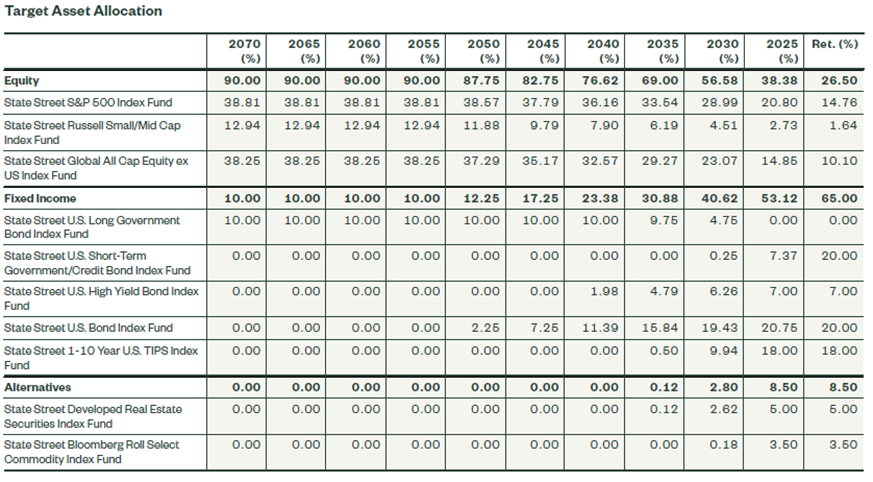 Target Asset Allocation
2070 (%) 2065 (%) 2060 (%) 2055 (%) 2050 (%) 2045 (%) 2040 (%) 2035 (%) 2030 (%) 2025 (%) Ret. (%)
Equity 90.00 90.00 90.00 90.00 87.75 82.75 76.62 69.00 56.58 38.38 26.50
State Street S&P 500 Index Fund 38.81 38.81 38.81 38.81 38.57 37.79 36.16 33.54 28.99 20.80 14.76
State Street Russell Small/Mid Cap 12.94 12.94 12.94 12.94 11.88 9.79 7.90 6.19 4.51 2.73 1.64
Index Fund
State Street Global All Cap Equity ex 38.25 38.25 38.25 38.25 37.29 35.17 32.57 29.27 23.07 14.85 10.10
US Index Fund
Fixed Income 10.00 10.00 10.00 10.00 12.25 17.25 23.38 30.88 40.62 53.12 65.00
State Street U.S. Long Government 10.00 10.00 10.00 10.00 10.00 10.00 10.00 9.75 4.75 0.00 0.00
Bond Index Fund
State Street U.S. Short-Term 0.00 0.00 0.00 0.00 0.00 0.00 0.00 0.00 0.25 7.37 20.00
Government/Credit Bond Index Fund
State Street U.S. High Yield Bond Index 0.00 0.00 0.00 0.00 0.00 0.00 1.98 4.79 6.26 7.00 7.00
Fund
State Street U.S. Bond Index Fund 0.00 0.00 0.00 0.00 2.25 7.25 11.39 15.84 19.43 20.75 20.00
State Street 1-10 Year U.S. TIPS Index 0.00 0.00 0.00 0.00 0.00 0.00 0.00 0.50 9.94 18.00 18.00
Fund
Alternatives 0.00 0.00 0.00 0.00 0.00 0.00 0.00 0.12 2.80 8.50 8.50
State Street Developed Real Estate 0.00 0.00 0.00 0.00 0.00 0.00 0.00 0.12 2.62 5.00 5.00
Securities Index Fund
State Street Bloomberg Roll Select 0.00 0.00 0.00 0.00 0.00 0.00 0.00 0.00 0.18 3.50 3.50
Commodity Index Fund